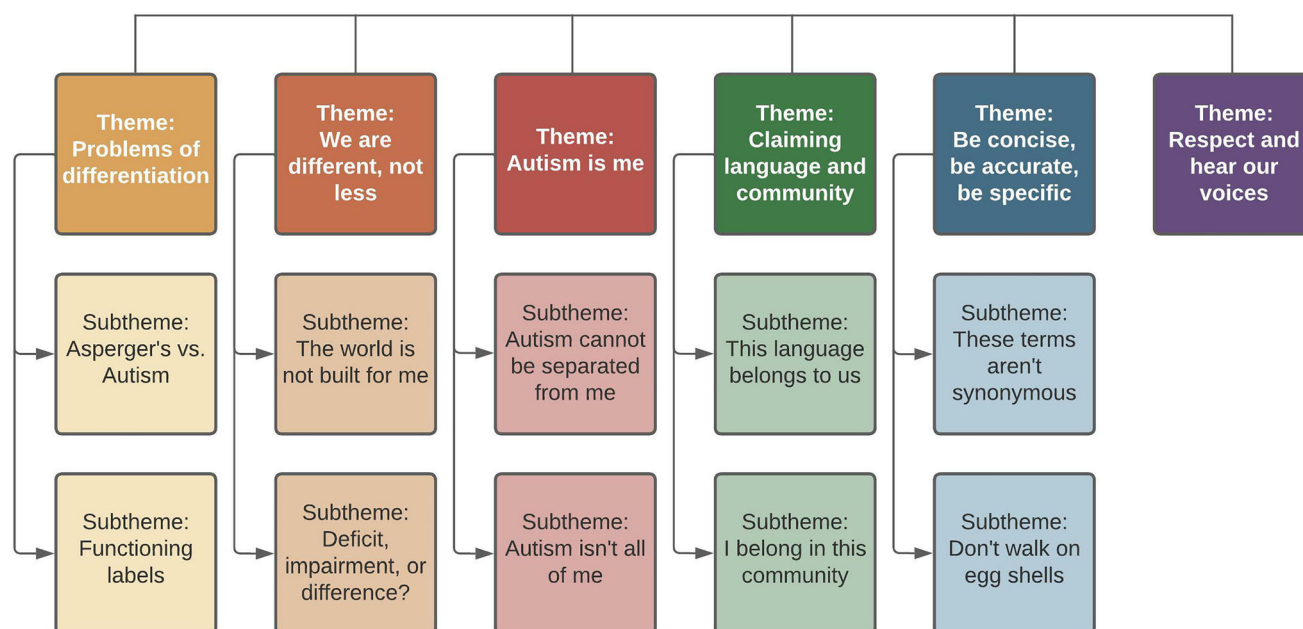 Theme:
Problems of
differentiation
Theme:
We are
different, not
less
Theme:
Autism is me
Theme:
Claiming
language and
community
Theme:
Be concise,
be accurate,
be specific
Theme:
Respect and
hear our
voices
Subtheme:
Asperger's vs.
Autism
Subtheme:
The world is
not built for me
Subtheme:
Autism cannot
be separated
from me
Subtheme:
This language
belongs to us
Subtheme:
These terms
aren't
synonymous
Subtheme:
Functioning
labels
Subtheme:
Deficit,
impairment, or
difference?
Subtheme:
Autism isn't all
of me
Subtheme:
I belong in this
community
Subtheme:
Don't walk on
egg shells